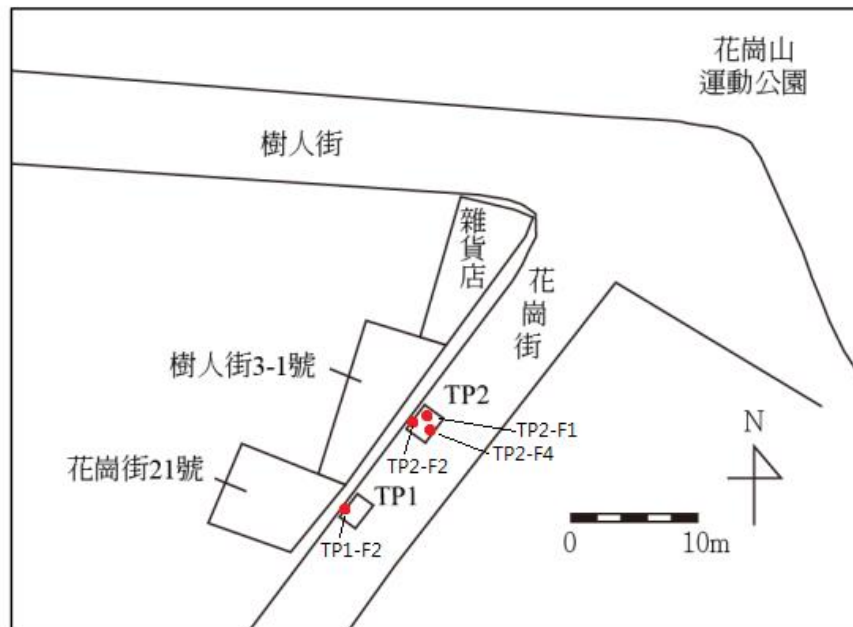 花崗山
運動公園
樹人街
雜貨店
花崗街
樹人街3-1號
TP2
TP2-F1
TP2-F2
TP2-F4
花崗街21號
TP1
TP1-F2
N
0 10m